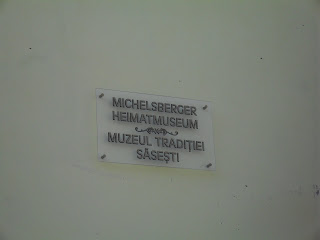 MICHELSBERGER
HEIMATMUSEUM
MUZEUL TRADIȚIEI
SĂSEȘTI